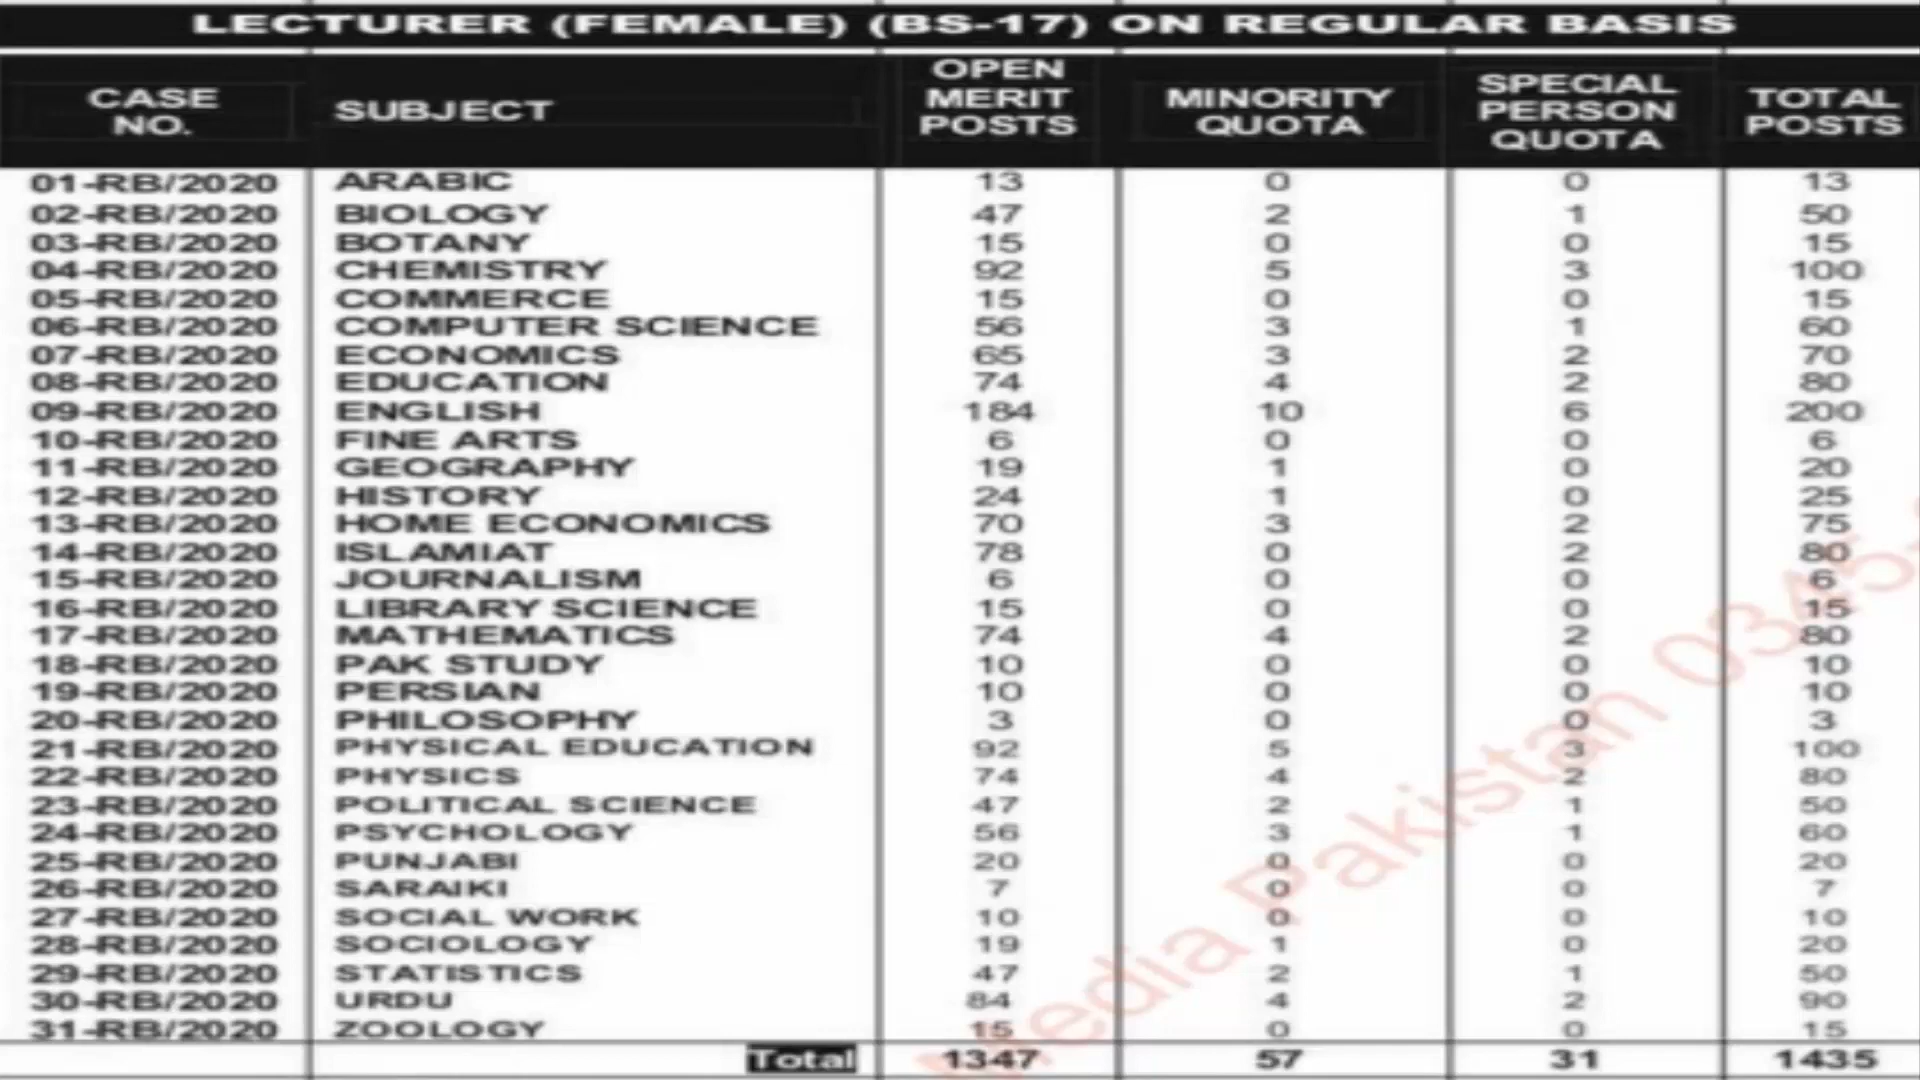 LECTURER (FEMALE) (BS-17) ON REGULAR BASIS
CASE NO. SUBJECT OPEN MERIT POSTS MINORITY QUOTA SPECIAL PERSON QUOTA TOTAL POSTS
01-RB/2020 ARABIC 13 0 0 13
02-RB/2020 BIOLOGY 47 2 1 50
03-RB/2020 BOTANY 15 0 0 15
04-RB/2020 CHEMISTRY 92 5 3 100
05-RB/2020 COMMERCE 15 0 0 15
06-RB/2020 COMPUTER SCIENCE 56 3 1 60
07-RB/2020 ECONOMICS 65 3 2 70
08-RB/2020 EDUCATION 74 4 2 80
09-RB/2020 ENGLISH 184 10 6 200
10-RB/2020 FINE ARTS 6 0 0 6
11-RB/2020 GEOGRAPHY 19 1 0 20
12-RB/2020 HISTORY 24 1 0 25
13-RB/2020 HOME ECONOMICS 70 3 2 75
14-RB/2020 ISLAMIAT 78 0 2 80
15-RB/2020 JOURNALISM 6 0 0 6
16-RB/2020 LIBRARY SCIENCE 15 0 0 15
17-RB/2020 MATHEMATICS 74 4 2 80
18-RB/2020 PAK STUDY 10 0 0 10
19-RB/2020 PERSIAN 10 0 0 10
20-RB/2020 PHILOSOPHY 3 0 0 3
21-RB/2020 PHYSICAL EDUCATION 92 5 3 100
22-RB/2020 PHYSICS 74 4 2 80
23-RB/2020 POLITICAL SCIENCE 47 2 1 50
24-RB/2020 PSYCHOLOGY 56 3 1 60
25-RB/2020 PUNJABI 20 0 0 20
26-RB/2020 SARAIKI 7 0 0 7
27-RB/2020 SOCIAL WORK 10 0 0 10
28-RB/2020 SOCIOLOGY 19 1 0 20
29-RB/2020 STATISTICS 47 2 1 50
30-RB/2020 URDU 84 4 2 90
31-RB/2020 ZOOLOGY 15 0 0 15
Total 1347 57 31 1435
Media Pakistan 0345